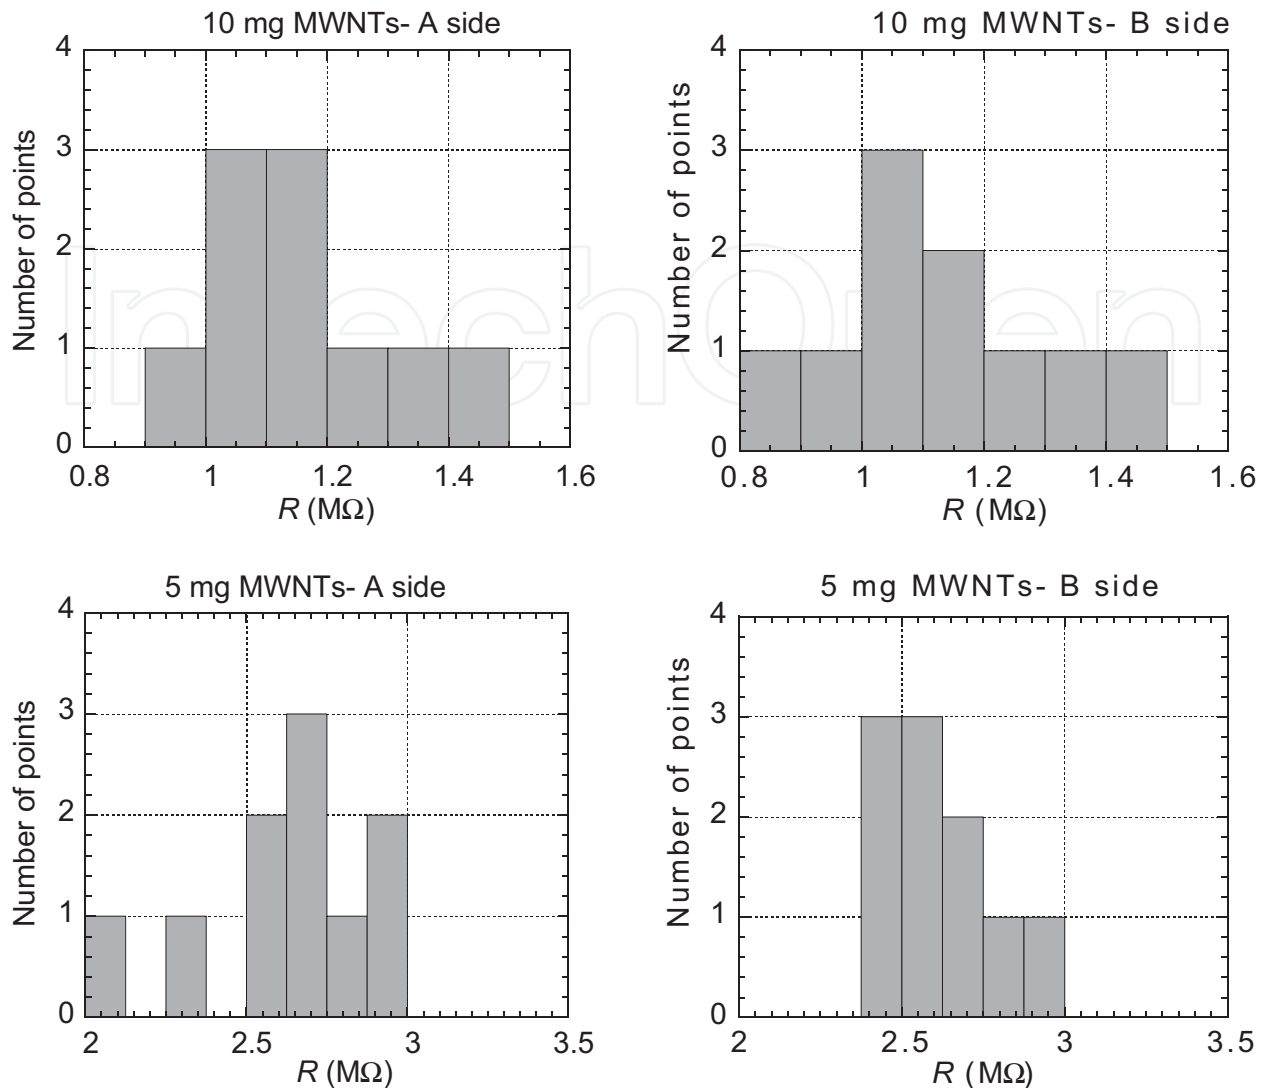 10 mg MWNTs- A side
4
3
2
1
0
Number of points
0.8 1 1.2 1.4 1.6
R (MΩ)
10 mg MWNTs- B side
4
3
2
1
0
Number of points
0.8 1 1.2 1.4 1.6
R (MΩ)
IntechOpen
5 mg MWNTs- A side
4
3
2
1
0
Number of points
2 2.5 3 3.5
R (MΩ)
5 mg MWNTs- B side
4
3
2
1
0
Number of points
2 2.5 3 3.5
R (MΩ)